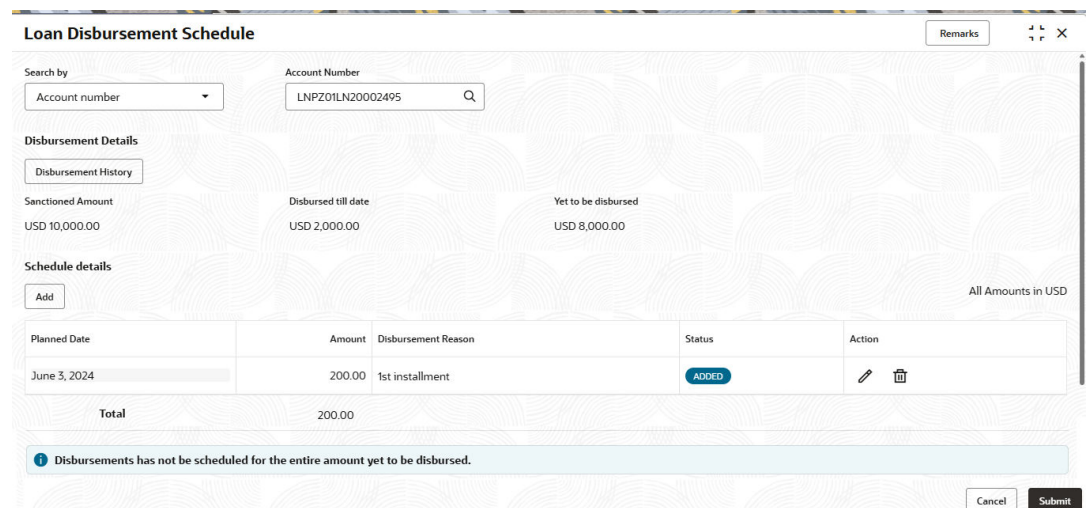 Loan Disbursement Schedule Remarks
Search by Account Number
Account number LNPZ01LN20002495
Disbursement Details
Disbursement History
Sanctioned Amount Disbursed till date Yet to be disbursed
USD 10,000.00 USD 2,000.00 USD 8,000.00
Schedule details
Add All Amounts in USD
Planned Date Amount Disbursement Reason Status Action
June 3, 2024 200.00 1st installment ADDED
Total 200.00
Disbursements has not be scheduled for the entire amount yet to be disbursed.
Cancel Submit